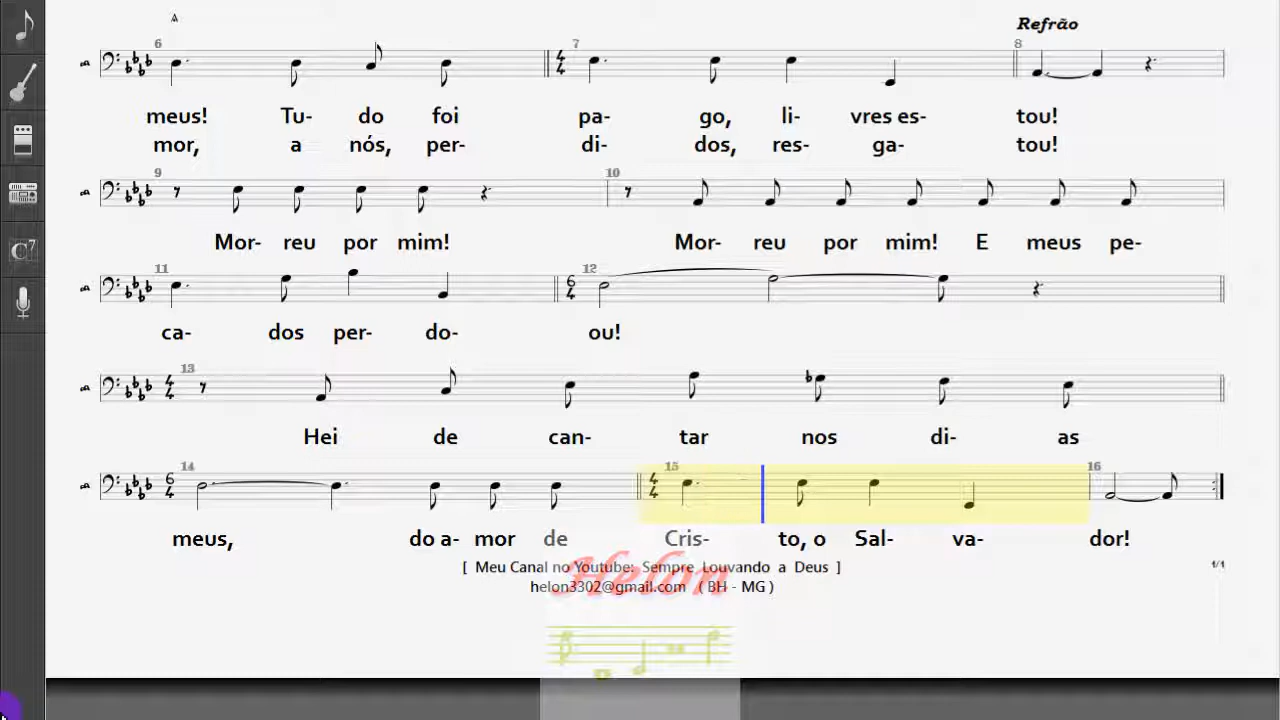 A
6 7 Refrão 8
meus! Tu- do foi pa- go, li- vres es- tou!
mor, a nós, per- di- dos, res- ga- tou!
9 10
Mor- reu por mim! Mor- reu por mim! E meus pe-
11 12
ca- dos per- do- ou!
13
Hei de can- tar nos di- as
14 15 16
meus, do a- mor de Cris- to, o Sal- va- dor!
[ Meu Canal no Youtube: Sempre Louvando a Deus ]
1/1
helon3302@gmail.com ( BH - MG )
Helon
C7